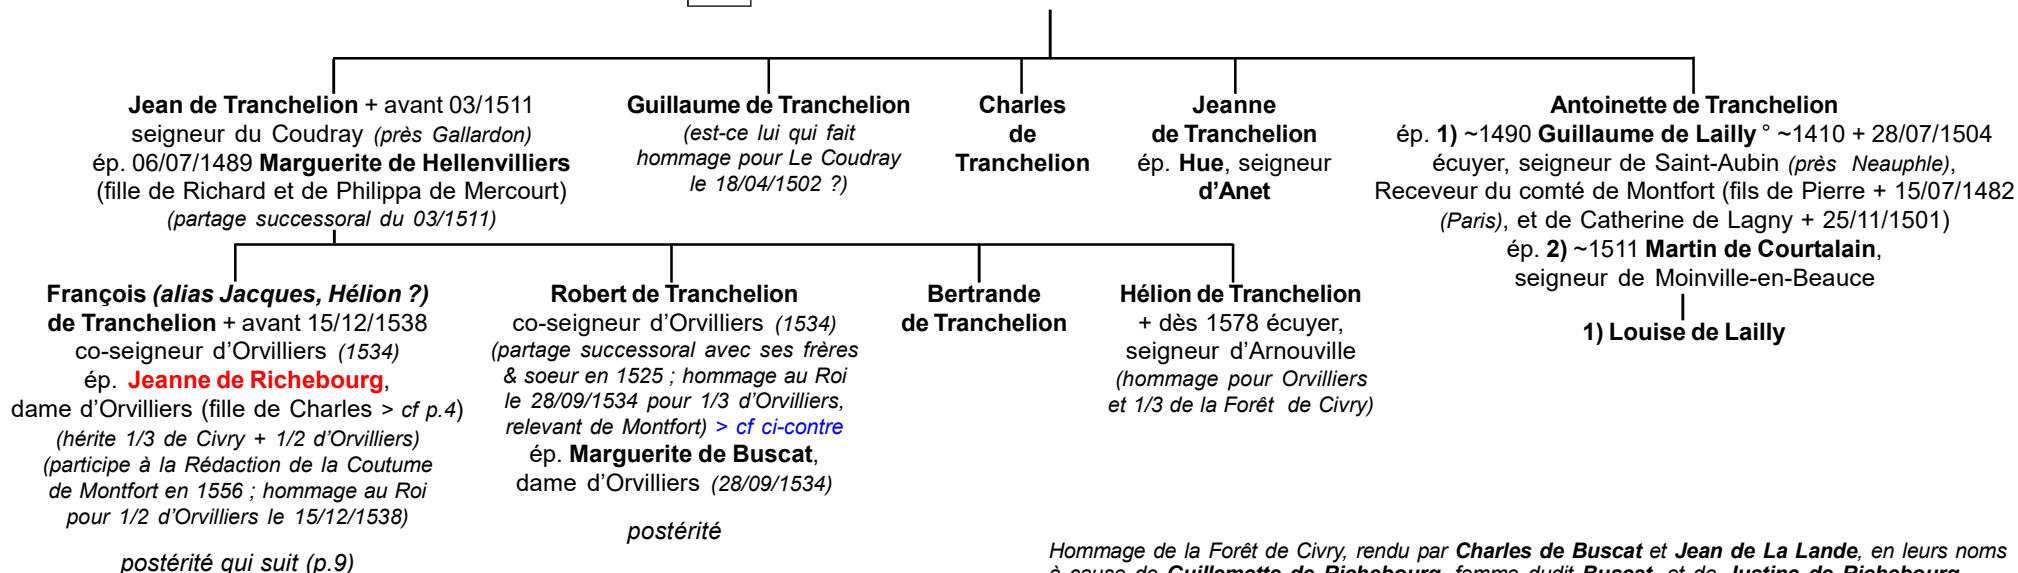 Jean de Tranchelion + avant 03/1511
seigneur du Coudray (près Gallardon)
ép. 06/07/1489 Marguerite de Hellenvilliers
(fille de Richard et de Philippa de Mercourt)
(partage successoral du 03/1511)
Guillaume de Tranchelion
(est-ce lui qui fait
hommage pour Le Coudray
le 18/04/1502 ?)
Charles
de
Tranchelion
Jeanne
de Tranchelion
ép. Hue, seigneur
d'Anet
Antoinette de Tranchelion
ép. 1) ~1490 Guillaume de Lailly ° ~1410 + 28/07/1504
écuyer, seigneur de Saint-Aubin (près Neauphle),
Receveur du comté de Montfort (fils de Pierre + 15/07/1482
(Paris), et de Catherine de Lagny + 25/11/1501)
ép. 2) ~1511 Martin de Courtalain,
seigneur de Moinville-en-Beauce
1) Louise de Lailly
François (alias Jacques, Hélion ?)
de Tranchelion + avant 15/12/1538
co-seigneur d'Orvilliers (1534)
ép. Jeanne de Richebourg,
dame d'Orvilliers (fille de Charles > cf p.4)
(hérite 1/3 de Civry + 1/2 d'Orvilliers)
(participe à la Rédaction de la Coutume
de Montfort en 1556 ; hommage au Roi
pour 1/2 d'Orvilliers le 15/12/1538)
postérité qui suit (p.9)
Robert de Tranchelion
co-seigneur d'Orvilliers (1534)
(partage successoral avec ses frères
& soeur en 1525 ; hommage au Roi
le 28/09/1534 pour 1/3 d'Orvilliers,
relevant de Montfort) > cf ci-contre
ép. Marguerite de Buscat,
dame d'Orvilliers (28/09/1534)
postérité
Bertrande
de Tranchelion
Hélion de Tranchelion
+ dès 1578 écuyer,
seigneur d'Arnouville
(hommage pour Orvilliers
et 1/3 de la Forêt de Civry)
Hommage de la Forêt de Civry, rendu par Charles de Buscat et Jean de La Lande, en leurs noms
à cause de Guillemette de Richebourg, femme dudit Buscat, et de Justine de Richebourg